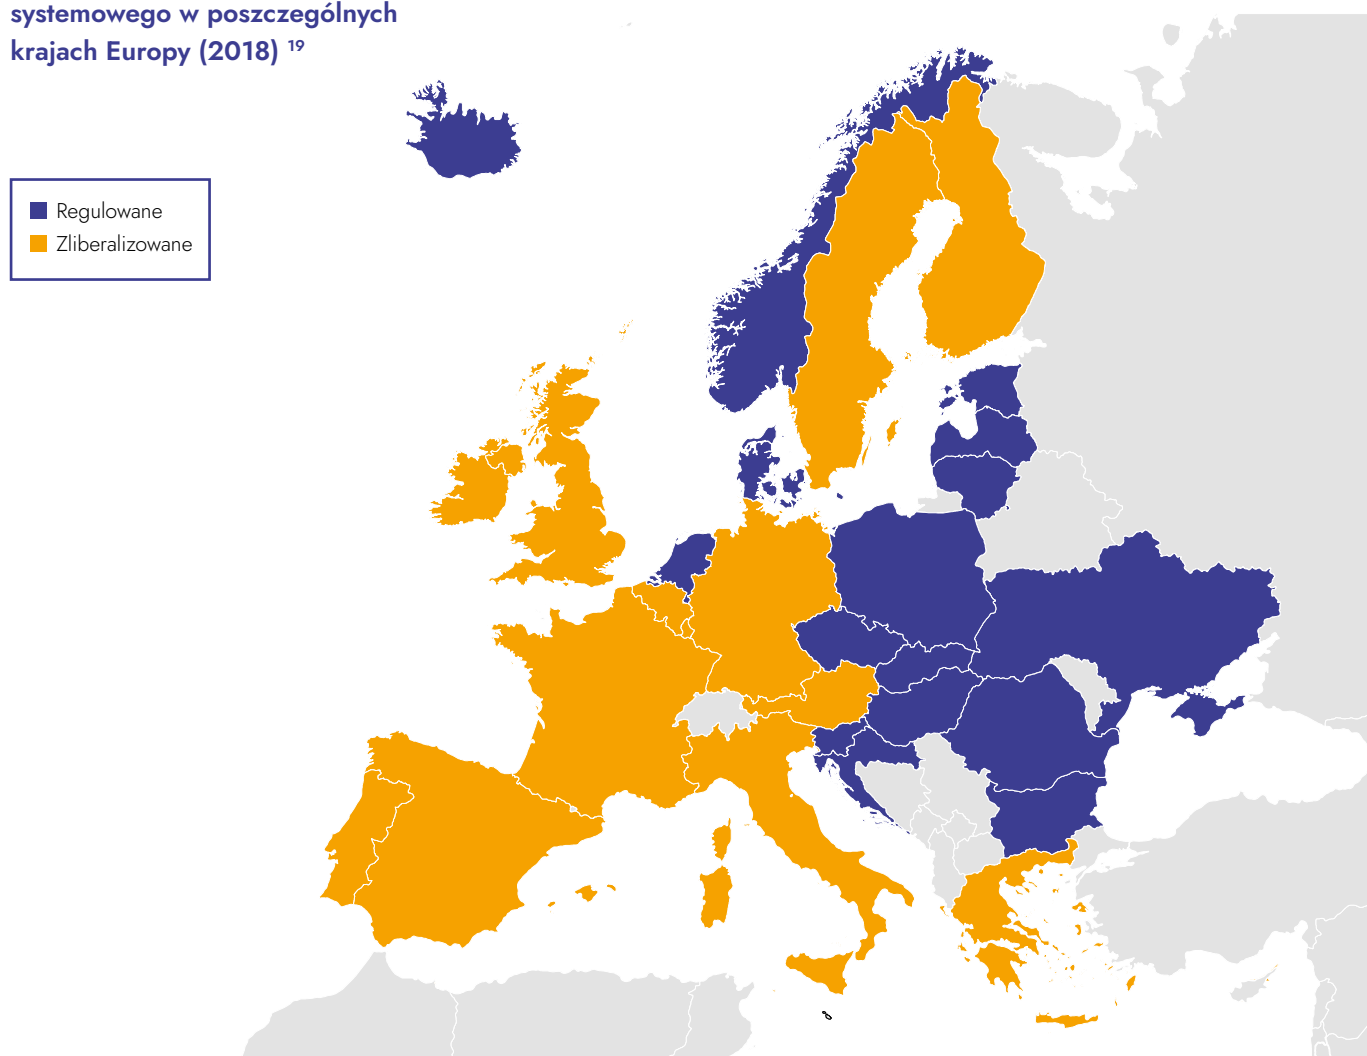 systemowego w poszczególnych
krajach Europy (2018) 19
Regulowane
Zliberalizowane